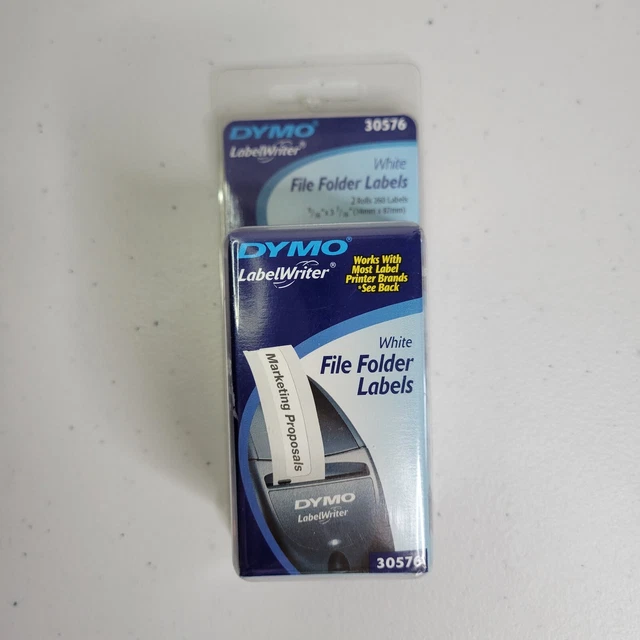 DYMO® 30576
LabelWriter®
White
File Folder Labels
2 Rolls 260 Labels
DYMO®
LabelWriter®
Works With
Most Label
Printer Brands
*See Back
White
File Folder
Labels
Marketing Proposals
DYMO
LabelWriter
30576